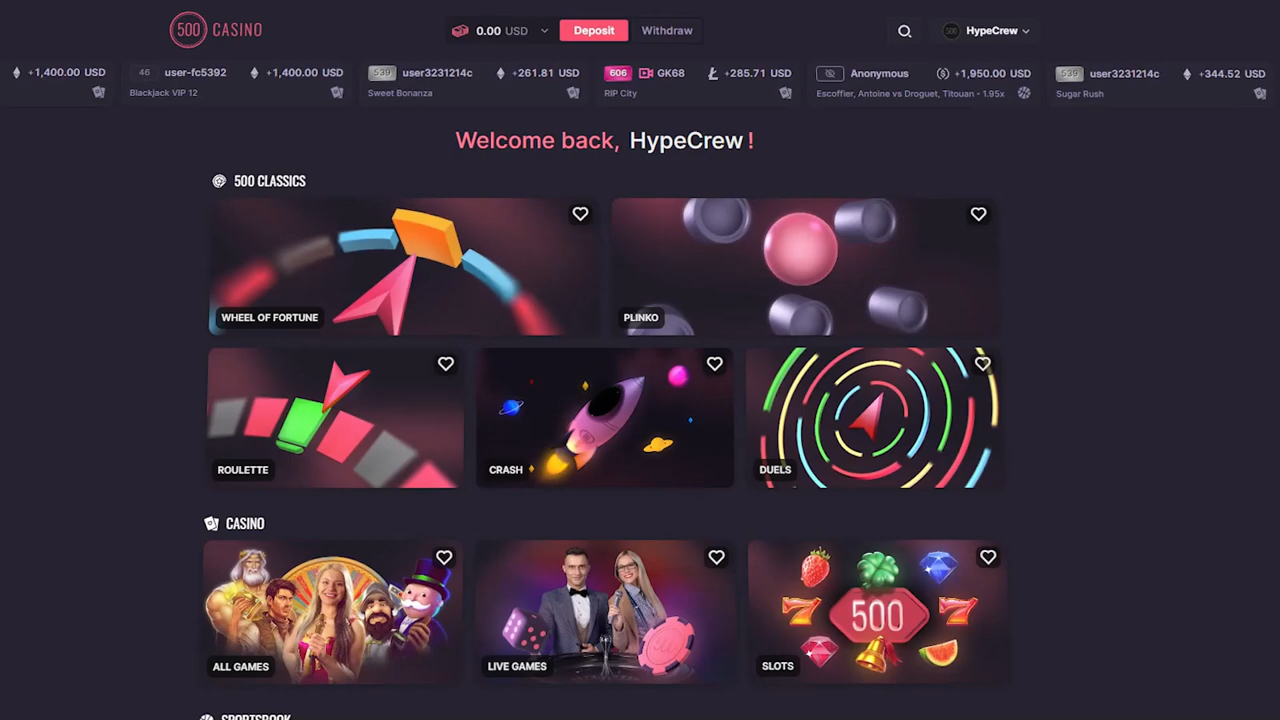 500 CASINO
0.00 USD
Deposit
Withdraw
HypeCrew
+1,400.00 USD
46 user-fc5392 +1,400.00 USD
Blackjack VIP 12
539 user3231214c +261.81 USD
Sweet Bonanza
606 GK68 +285.71 USD
RIP City
Anonymous +1,950.00 USD
Escoffier, Antoine vs Droguet, Titouan - 1.95x
539 user3231214c +344.52 USD
Sugar Rush
Welcome back, HypeCrew !
500 CLASSICS
WHEEL OF FORTUNE
PLINKO
ROULETTE
CRASH
DUELS
CASINO
ALL GAMES
LIVE GAMES
7 500 7
SLOTS
SPORTSBOOK